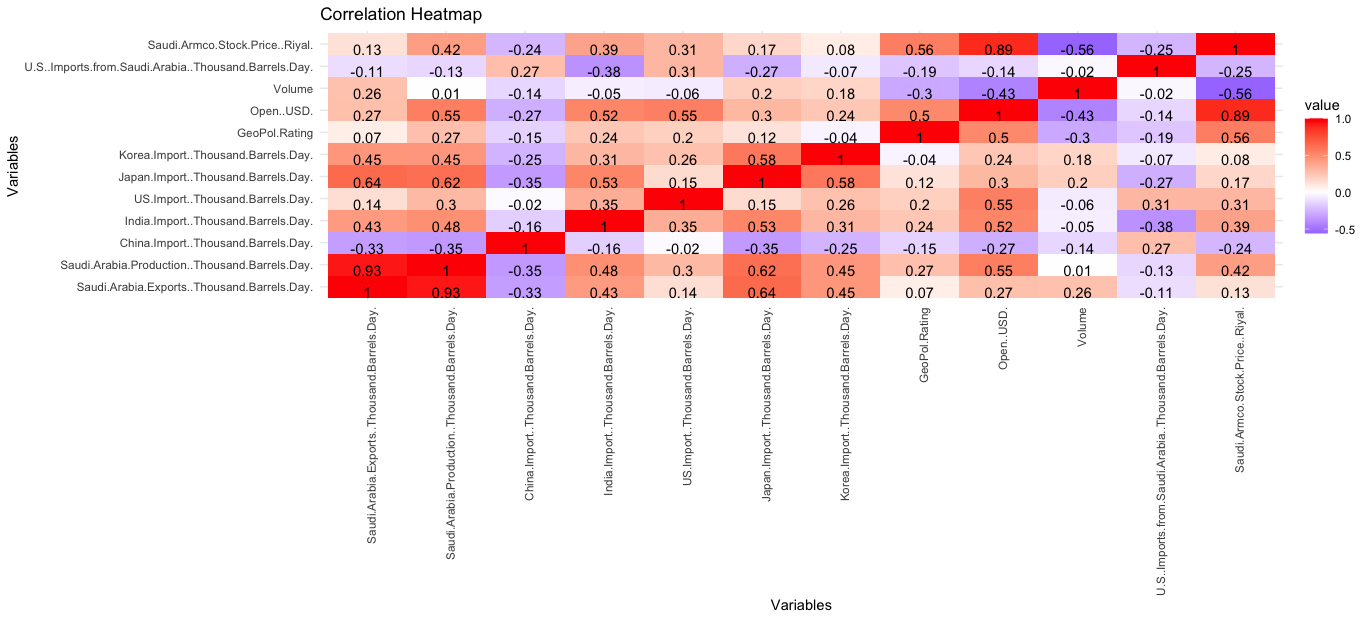 Correlation Heatmap
Saudi.Armco.Stock.Price..Riyal. 0.13 0.42 -0.24 0.39 0.31 0.17 0.08 0.56 0.89 -0.56 -0.25 1
U.S..Imports.from.Saudi.Arabia..Thousand.Barrels.Day. -0.11 -0.13 0.27 -0.38 0.31 -0.27 -0.07 -0.19 -0.14 -0.02 1 -0.25
Volume 0.26 0.01 -0.14 -0.05 -0.06 0.2 0.18 -0.3 -0.43 1 -0.02 -0.56
Open..USD. 0.27 0.55 -0.27 0.52 0.55 0.3 0.24 0.5 1 -0.43 -0.14 0.89
GeoPol.Rating 0.07 0.27 -0.15 0.24 0.2 0.12 -0.04 1 0.5 -0.3 -0.19 0.56
Korea.Import..Thousand.Barrels.Day. 0.45 0.45 -0.25 0.31 0.26 0.58 1 -0.04 0.24 0.18 -0.07 0.08
Japan.Import..Thousand.Barrels.Day. 0.64 0.62 -0.35 0.53 0.15 1 0.58 0.12 0.3 0.2 -0.27 0.17
US.Import..Thousand.Barrels.Day. 0.14 0.3 -0.02 0.35 1 0.15 0.26 0.2 0.55 -0.06 0.31 0.31
India.Import..Thousand.Barrels.Day. 0.43 0.48 -0.16 1 0.35 0.53 0.31 0.24 0.52 -0.05 -0.38 0.39
China.Import..Thousand.Barrels.Day. -0.33 -0.35 1 -0.16 -0.02 -0.35 -0.25 -0.15 -0.27 -0.14 0.27 -0.24
Saudi.Arabia.Production..Thousand.Barrels.Day. 0.93 1 -0.35 0.48 0.3 0.62 0.45 0.27 0.55 0.01 -0.13 0.42
Saudi.Arabia.Exports..Thousand.Barrels.Day. 1 0.93 -0.33 0.43 0.14 0.64 0.45 0.07 0.27 0.26 -0.11 0.13
Variables
Saudi.Arabia.Exports..Thousand.Barrels.Day.
Saudi.Arabia.Production..Thousand.Barrels.Day.
China.Import..Thousand.Barrels.Day.
India.Import..Thousand.Barrels.Day.
US.Import..Thousand.Barrels.Day.
Japan.Import..Thousand.Barrels.Day.
Korea.Import..Thousand.Barrels.Day.
GeoPol.Rating
Open..USD.
Volume
U.S..Imports.from.Saudi.Arabia..Thousand.Barrels.Day.
Saudi.Armco.Stock.Price..Riyal.
Variables
value
1.0
0.5
0.0
-0.5